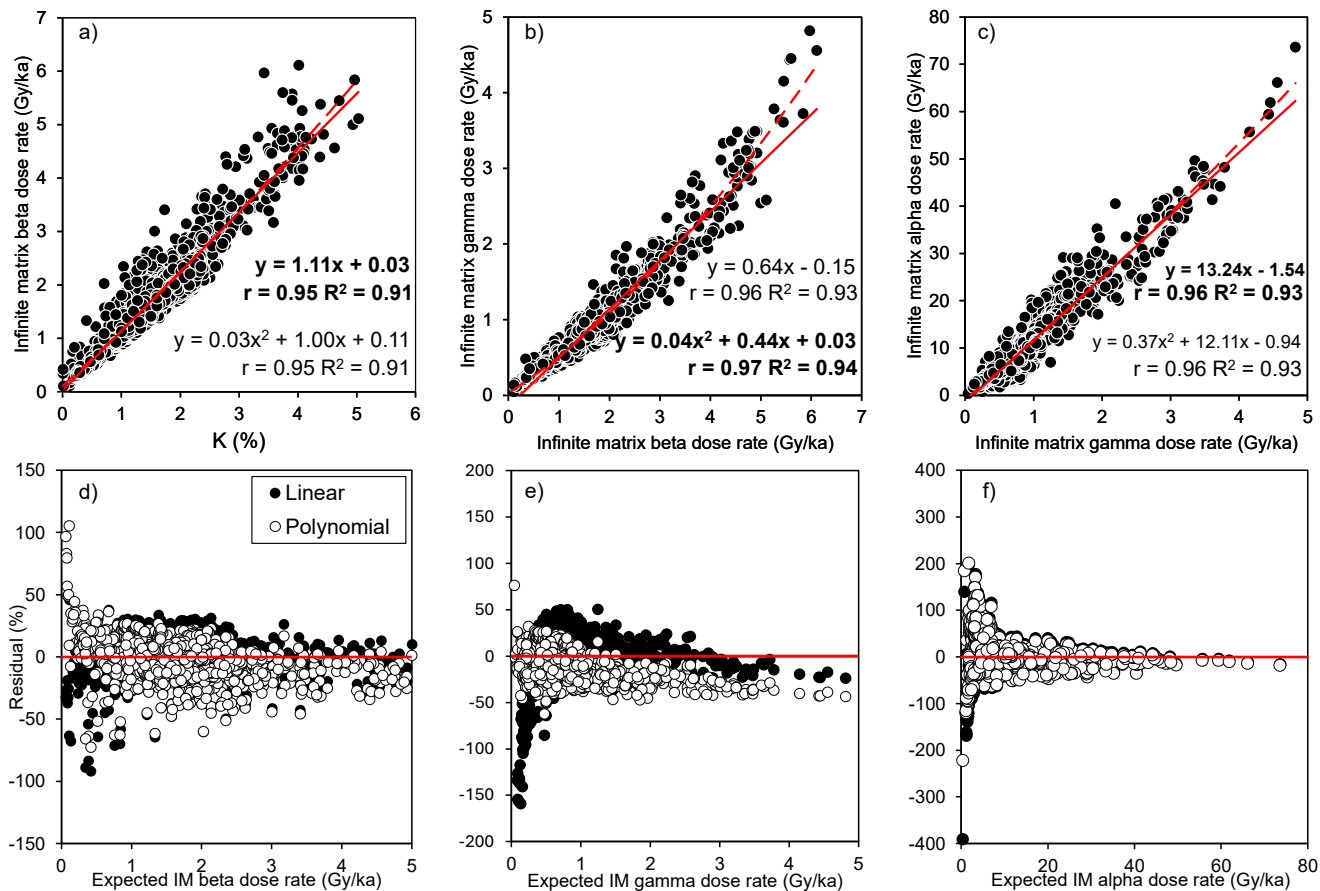 a)
Infinite matrix beta dose rate (Gy/ka)
7
6
5
4
3
2
1
0
y = 1.11x + 0.03
r = 0.95 R² = 0.91
y = 0.03x² + 1.00x + 0.11
r = 0.95 R² = 0.91
0 1 2 3 4 5 6
K (%)
b)
Infinite matrix gamma dose rate (Gy/ka)
5
4
3
2
1
0
y = 0.64x - 0.15
r = 0.96 R² = 0.93
y = 0.04x² + 0.44x + 0.03
r = 0.97 R² = 0.94
0 1 2 3 4 5 6 7
Infinite matrix beta dose rate (Gy/ka)
c)
Infinite matrix alpha dose rate (Gy/ka)
80
70
60
50
40
30
20
10
0
y = 13.24x - 1.54
r = 0.96 R² = 0.93
y = 0.37x² + 12.11x - 0.94
r = 0.96 R² = 0.93
0 1 2 3 4 5
Infinite matrix gamma dose rate (Gy/ka)
d)
Residual (%)
150
100
50
0
-50
-100
-150
Linear
Polynomial
0 1 2 3 4 5
Expected IM beta dose rate (Gy/ka)
e)
200
150
100
50
0
-50
-100
-150
-200
0 1 2 3 4 5
Expected IM gamma dose rate (Gy/ka)
f)
400
300
200
100
0
-100
-200
-300
-400
0 20 40 60 80
Expected IM alpha dose rate (Gy/ka)